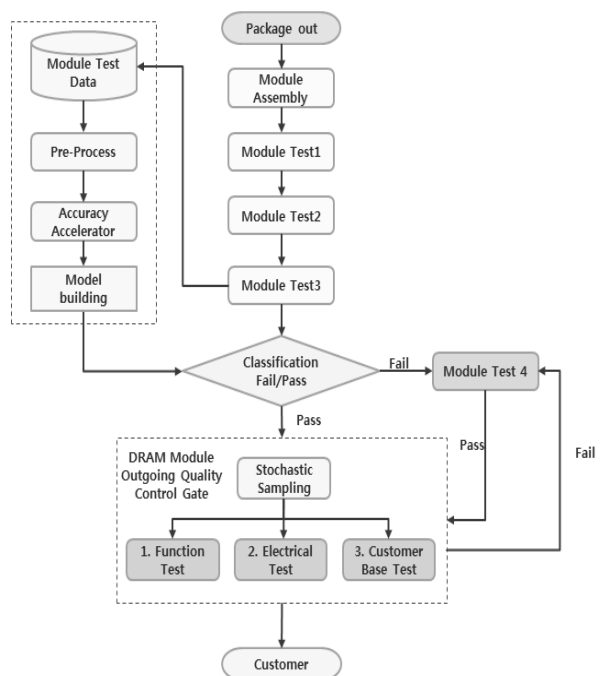 Package out
Module Test
Data
Module
Assembly
Pre-Process
Module Test1
Accuracy
Accelerator
Module Test2
Model
building
Module Test3
Classification
Fail/Pass
Fail
Module Test 4
Pass
Pass
Fail
DRAM Module
Outgoing Quality
Control Gate
Stochastic
Sampling
1. Function
Test
2. Electrical
Test
3. Customer
Base Test
Customer